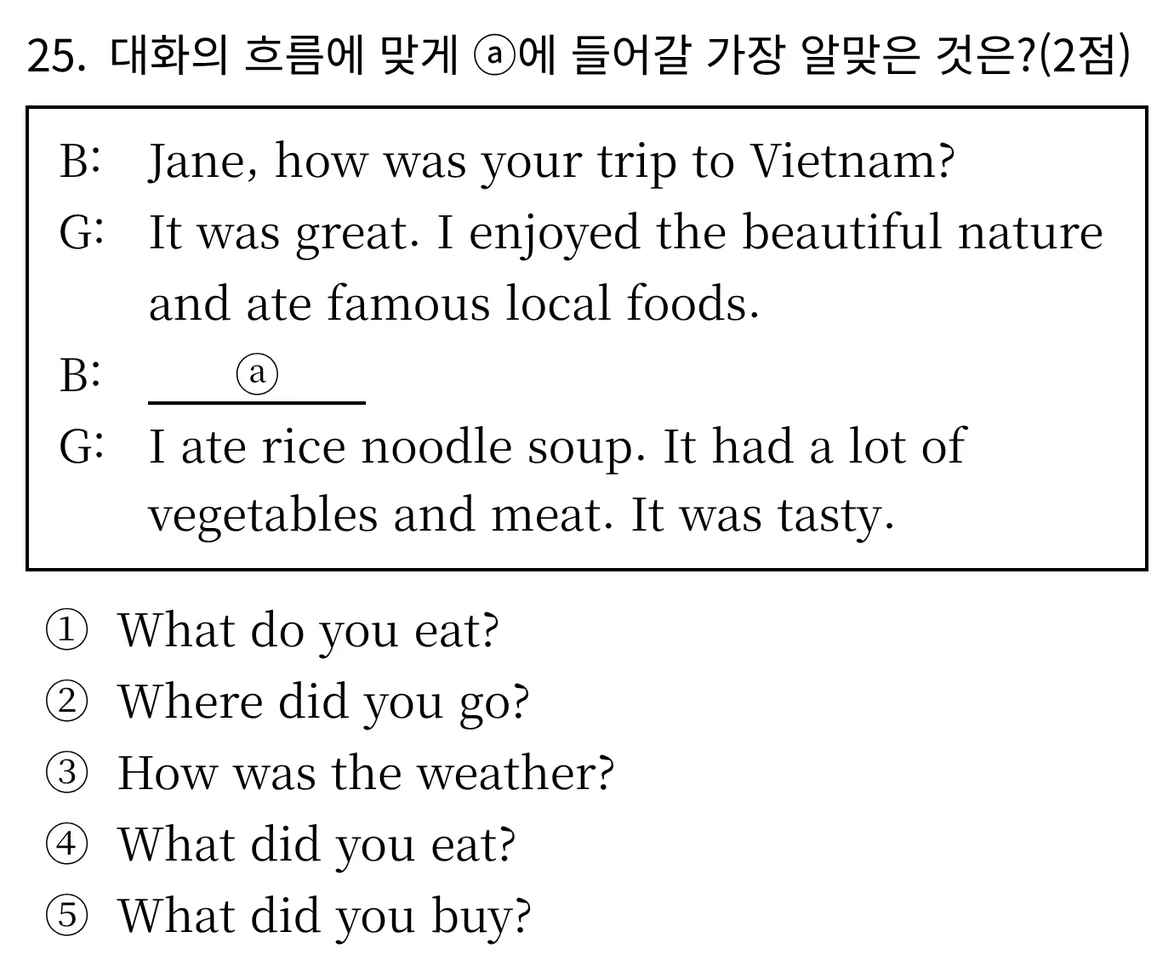 25. 대화의 흐름에 맞게 ⓐ에 들어갈 가장 알맞은 것은?(2점)
B: Jane, how was your trip to Vietnam?
G: It was great. I enjoyed the beautiful nature
and ate famous local foods.
B: ⓐ
G: I ate rice noodle soup. It had a lot of
vegetables and meat. It was tasty.
① What do you eat?
② Where did you go?
③ How was the weather?
④ What did you eat?
⑤ What did you buy?